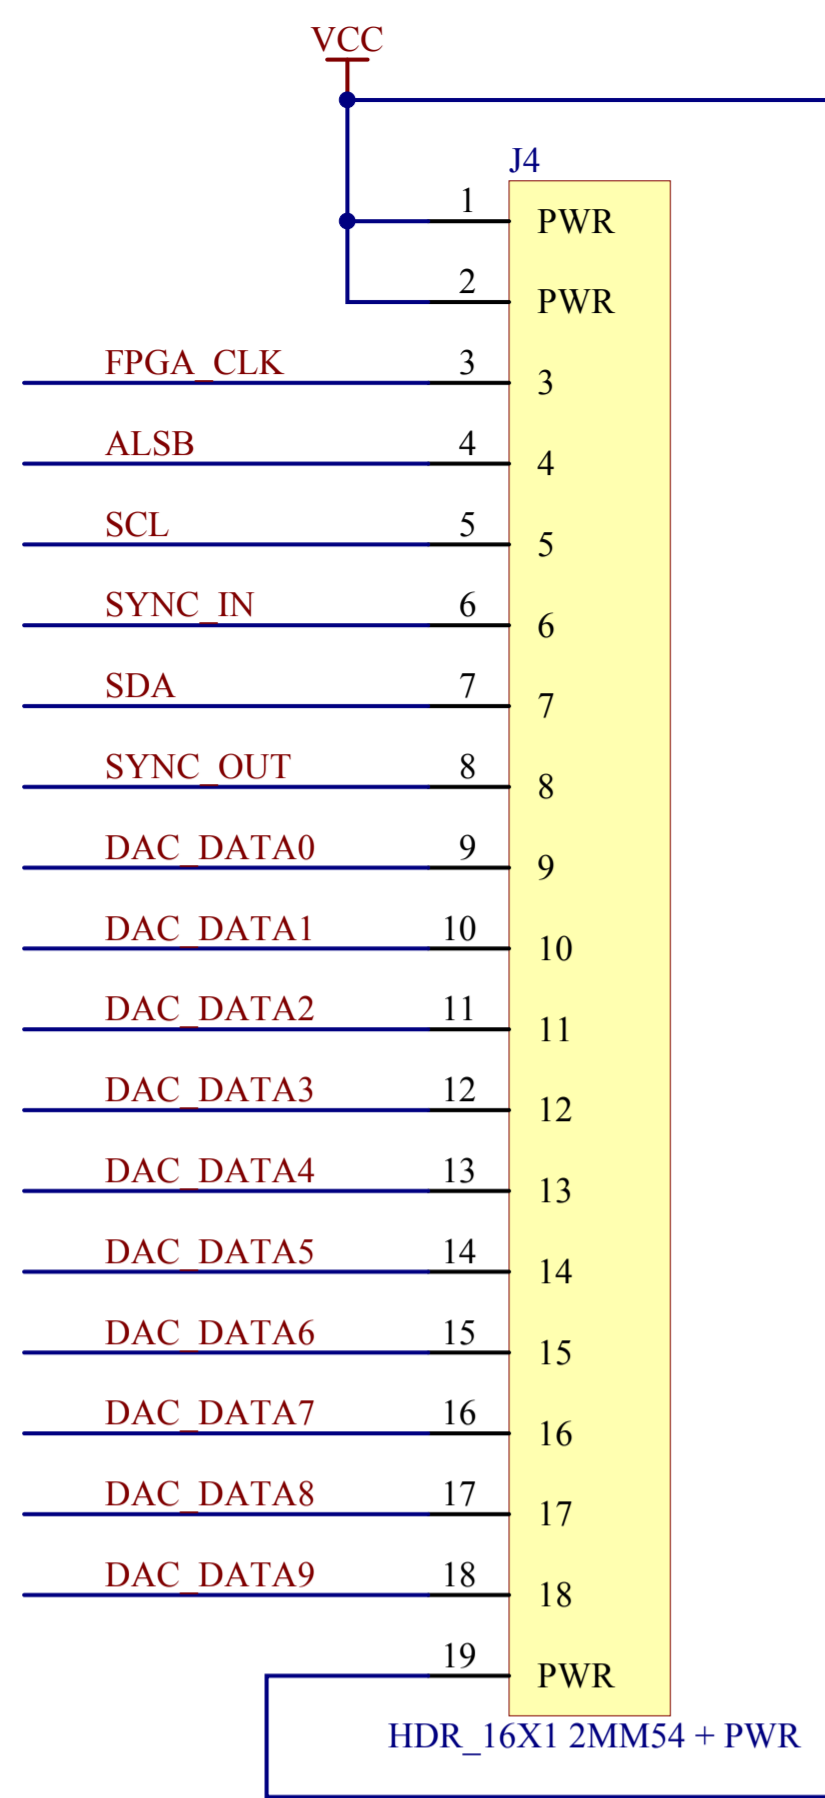 VCC
J4
1 PWR
2 PWR
FPGA_CLK 3 3
ALSB 4 4
SCL 5 5
SYNC_IN 6 6
SDA 7 7
SYNC_OUT 8 8
DAC_DATA0 9 9
DAC_DATA1 10 10
DAC_DATA2 11 11
DAC_DATA3 12 12
DAC_DATA4 13 13
DAC_DATA5 14 14
DAC_DATA6 15 15
DAC_DATA7 16 16
DAC_DATA8 17 17
DAC_DATA9 18 18
19 PWR
HDR_16X1 2MM54 + PWR